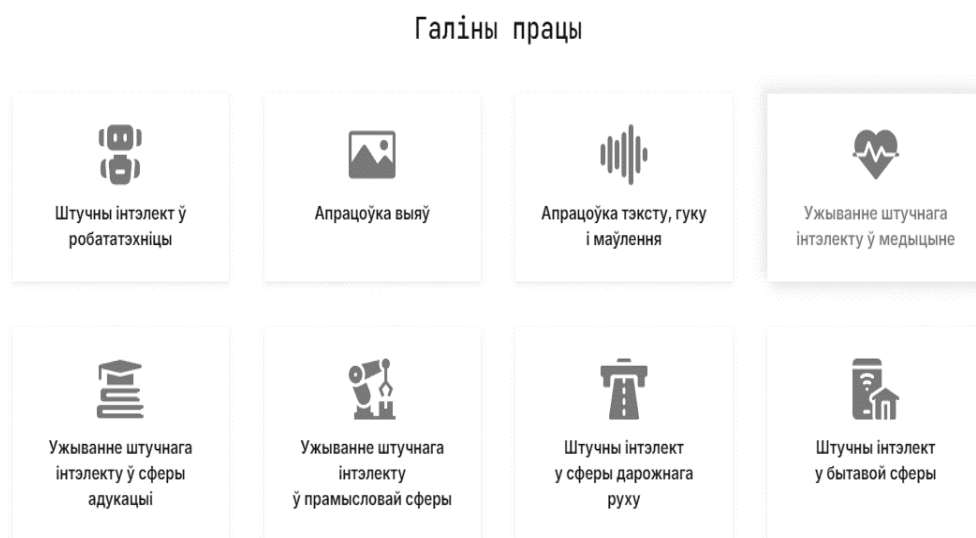 Галіны працы
Штучны інтэлект ў
робататэхніцы
Апрацоўка выяў
Апрацоўка тэксту, гуку
і маўлення
Ужыванне штучнага
інтэлекту ў медыцыне
Ужыванне штучнага
інтэлекту ў сферы
адукацыі
Ужыванне штучнага
інтэлекту
ў прамысловай сферы
Штучны інтэлект
у сферы дарожнага
руху
Штучны інтэлект
у бытавой сферы